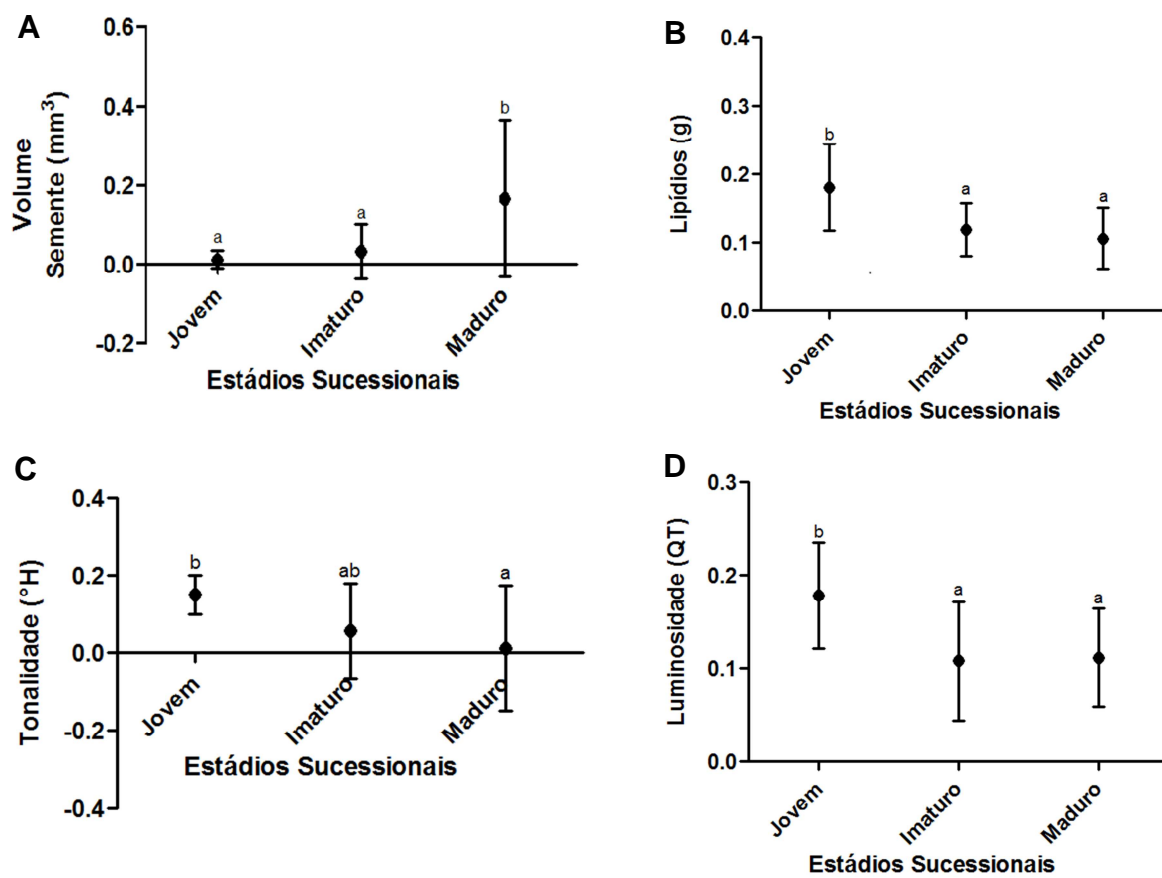 A
0.6
0.4
0.2
0.0
-0.2
Volume
Semente (mm³)
a
a
b
Jovem
Imaturo
Maduro
Estádios Sucessionais
B
0.4
0.3
0.2
0.1
0.0
Lipídios (g)
b
a
a
Jovem
Imaturo
Maduro
Estádios Sucessionais
C
0.4
0.2
0.0
-0.2
-0.4
Tonalidade (°H)
b
ab
a
Jovem
Imaturo
Maduro
Estádios Sucessionais
D
0.3
0.2
0.1
0.0
Luminosidade (QT)
b
a
a
Jovem
Imaturo
Maduro
Estádios Sucessionais